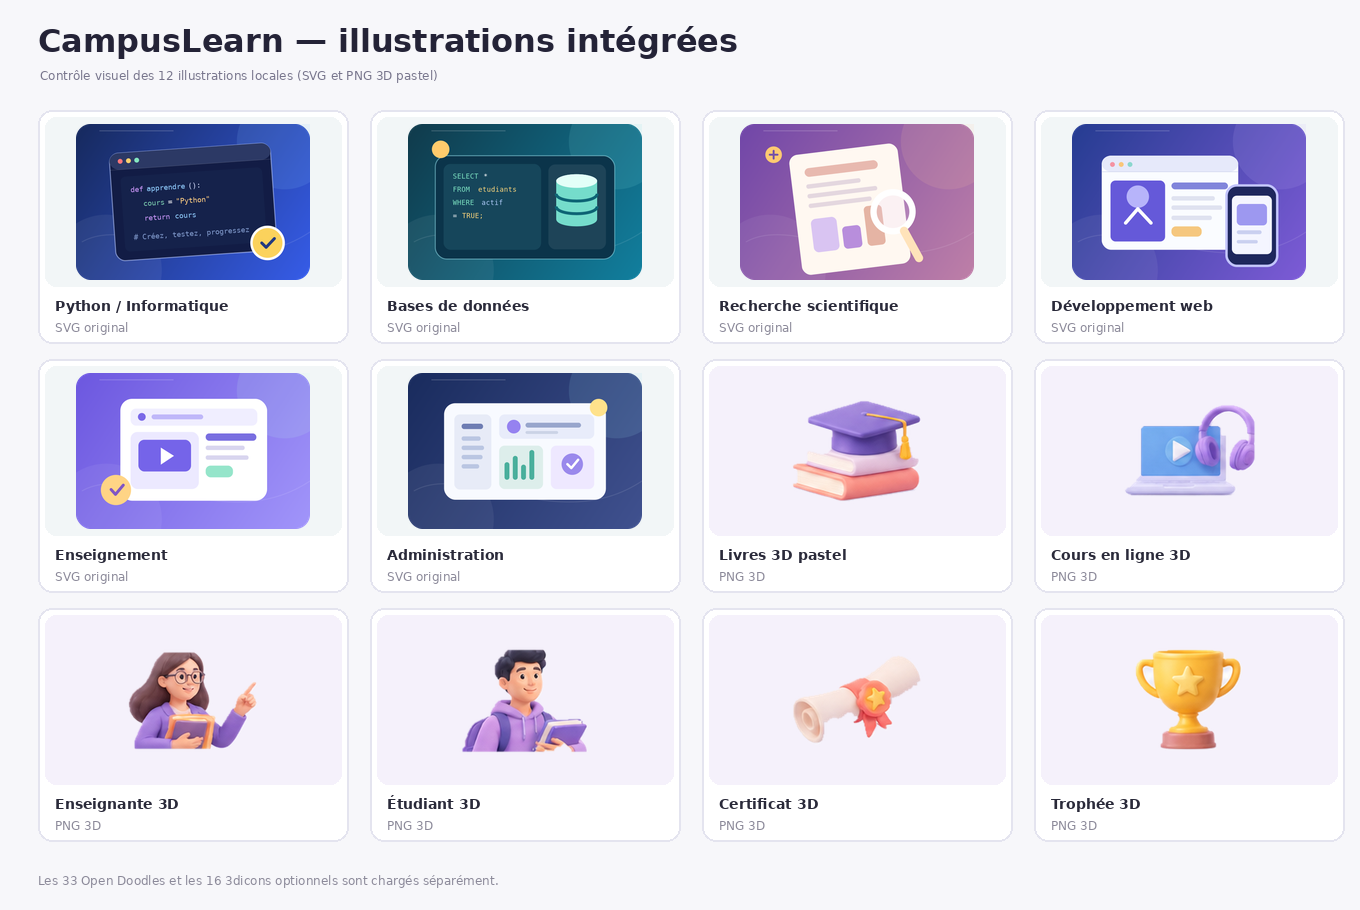 CampusLearn — illustrations intégrées
Contrôle visuel des 12 illustrations locales (SVG et PNG 3D pastel)
def apprendre ():
cours = "Python"
return cours
# Créez, testez, progressez
Python / Informatique
SVG original
SELECT *
FROM etudiants
WHERE actif
= TRUE;
Bases de données
SVG original
Recherche scientifique
SVG original
Développement web
SVG original
Enseignement
SVG original
Administration
SVG original
Livres 3D pastel
PNG 3D
Cours en ligne 3D
PNG 3D
Enseignante 3D
PNG 3D
Étudiant 3D
PNG 3D
Certificat 3D
PNG 3D
Trophée 3D
PNG 3D
Les 33 Open Doodles et les 16 3dicons optionnels sont chargés séparément.